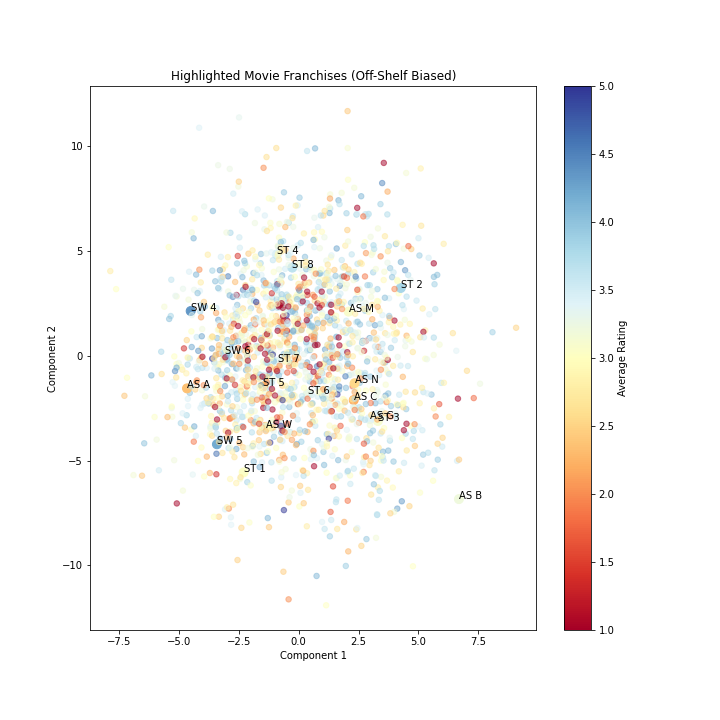 Highlighted Movie Franchises (Off-Shelf Biased)
5.0
10
4.5
ST 4
5
ST 8
4.0
ST 2
SW 4
AS M
3.5
Component 2
Average Rating
SW 6
0
ST 7
3.0
AS N
ST 5
AS A
ST 6
AS C
2.5
AS G
ST 3
AS W
SW 5
−5
ST 1
2.0
AS B
−10
1.5
1.0
−7.5 −5.0 −2.5 0.0 2.5 5.0 7.5
Component 1